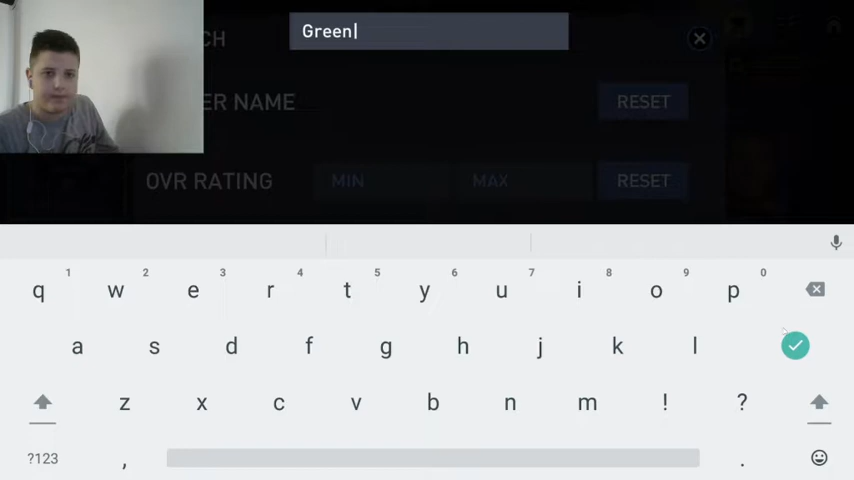 Green
CH
ER NAME
RESET
OVR RATING MIN MAX RESET
1 2 3 4 5 6 7 8 9 0
q w e r t y u i o p
a s d f g h j k l
z x c v b n m ! ?
?123 , .